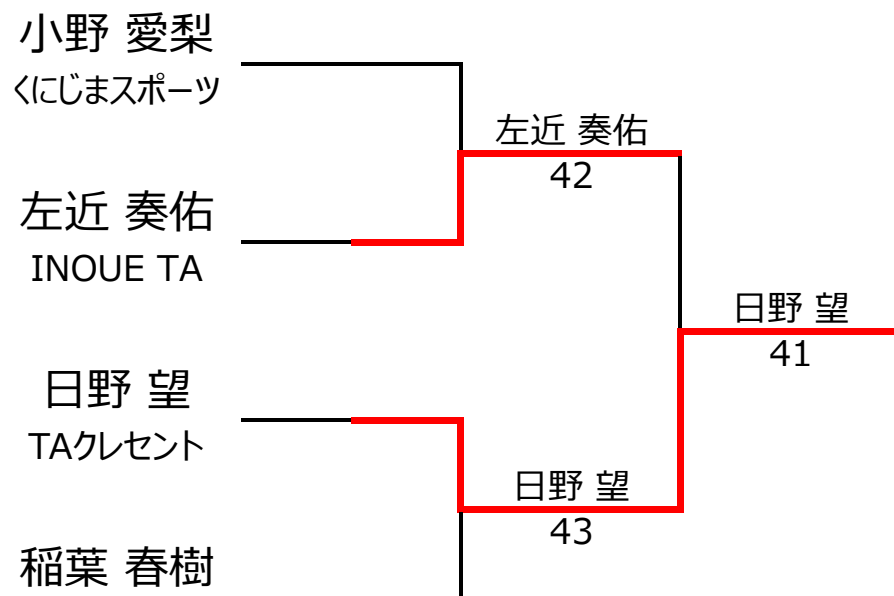 小野 愛梨
くにじまスポーツ
左近 奏佑
42
左近 奏佑
INOUE TA
日野 望
41
日野 望
TAクレセント
日野 望
43
稲葉 春樹